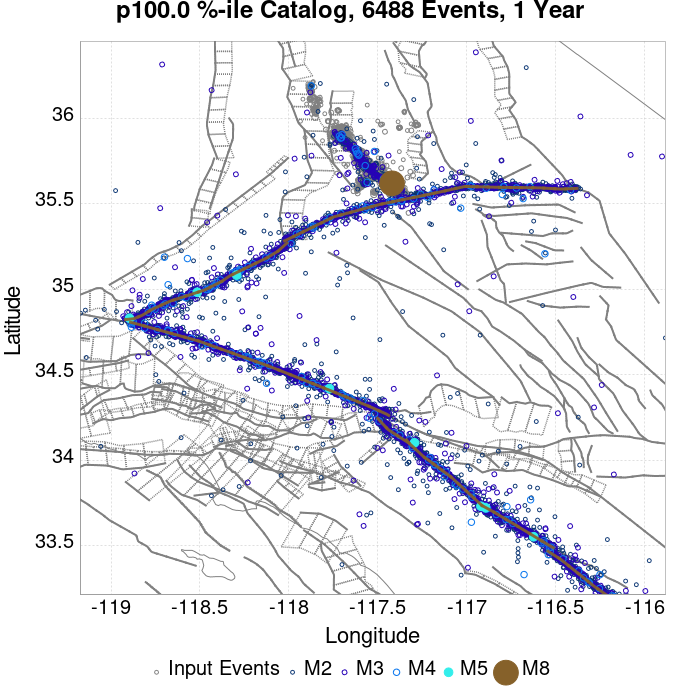 p100.0 %-ile Catalog, 6488 Events, 1 Year
36
35.5
35
34.5
34
33.5
Latitude
-119
-118.5
-118
-117.5
-117
-116.5
-116
Longitude
Input Events
M2
M3
M4
M5
M8